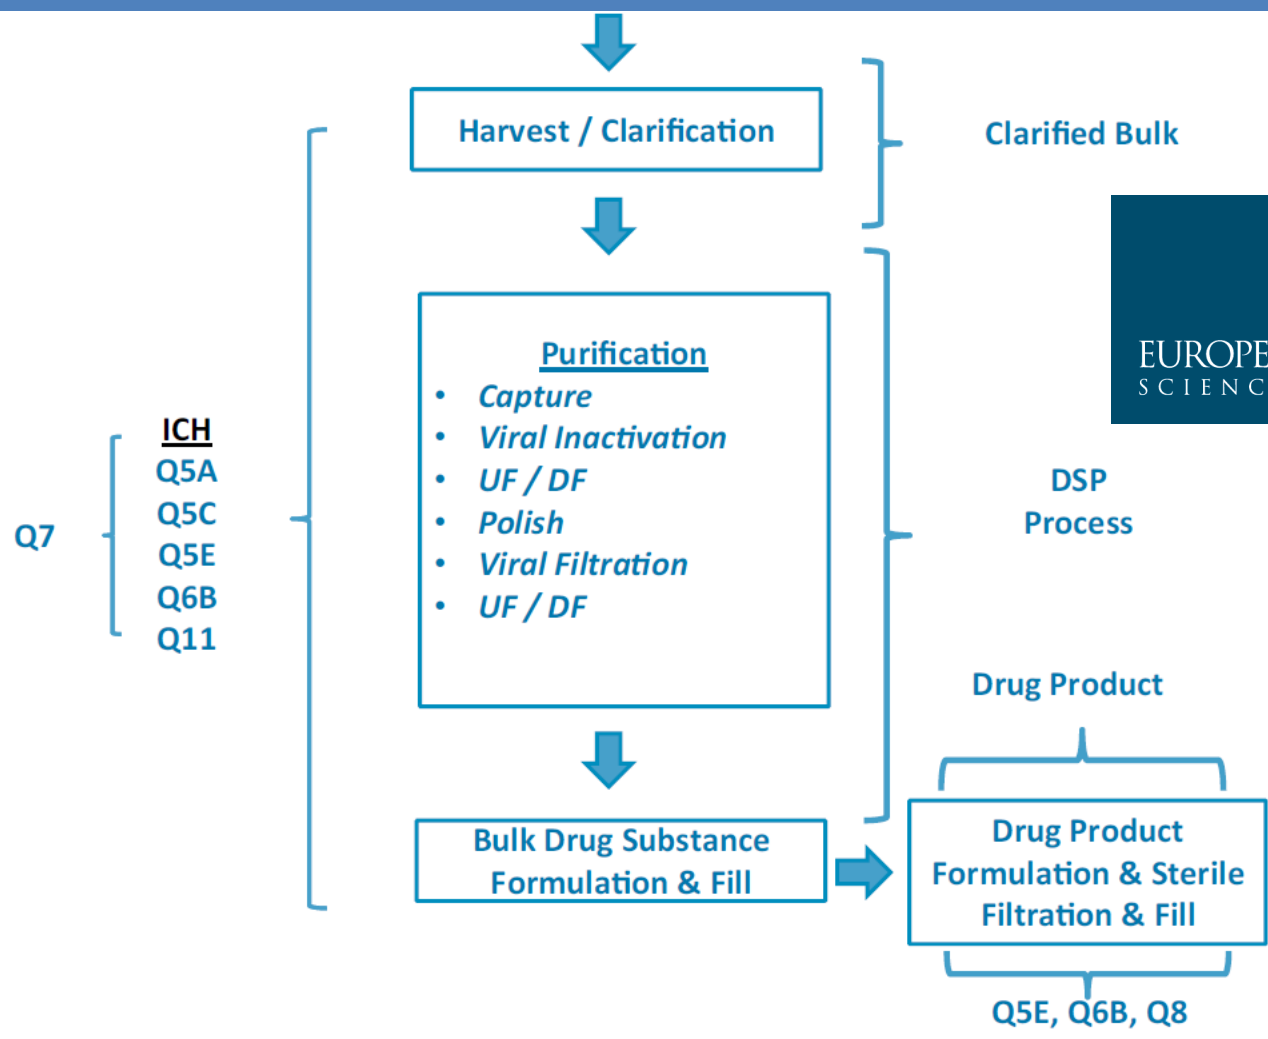 Harvest / Clarification
Clarified Bulk
EUROPE
SCIENC
Purification
• Capture
• Viral Inactivation
• UF / DF
• Polish
• Viral Filtration
• UF / DF
ICH
Q5A
Q5C
Q5E
Q6B
Q11
Q7
DSP
Process
Drug Product
Bulk Drug Substance
Formulation & Fill
Drug Product
Formulation & Sterile
Filtration & Fill
Q5E, Q6B, Q8